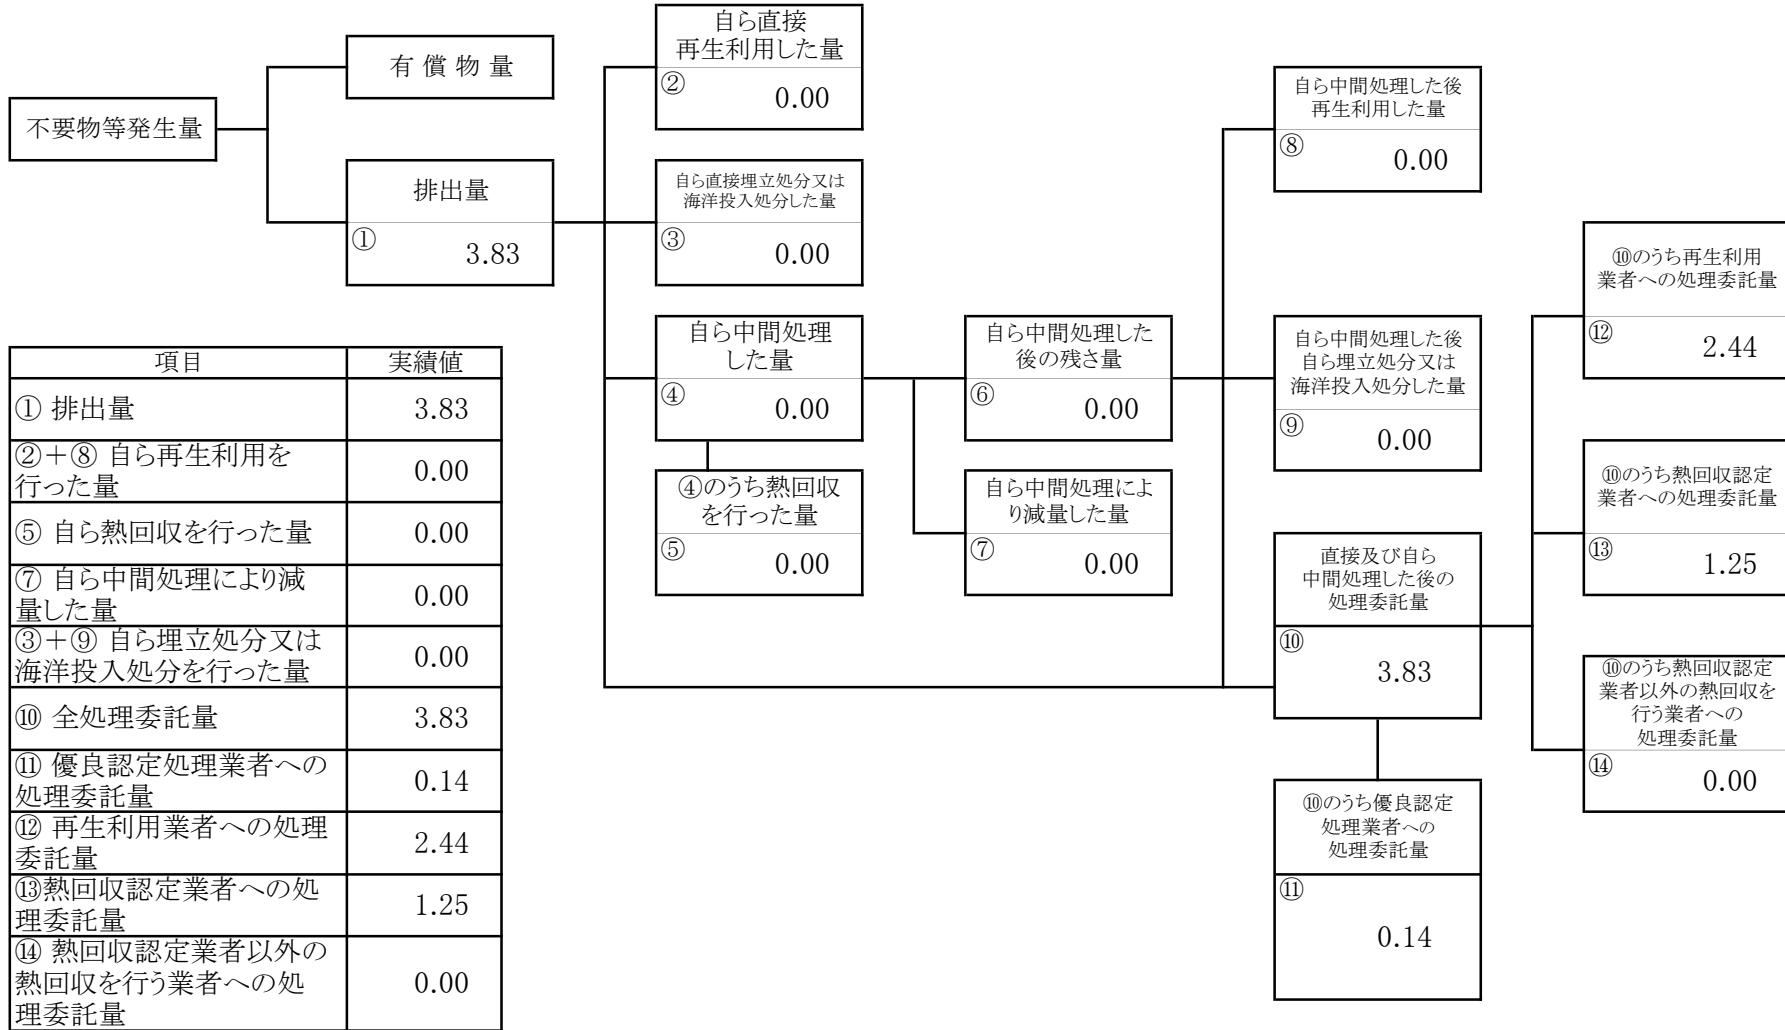 不要物等発生量
有償物量
排出量
①
3.83
自ら直接
再生利用した量
②
0.00
自ら直接埋立処分又は
海洋投入処分した量
③
0.00
自ら中間処理
した量
④
0.00
④のうち熱回収
を行った量
⑤
0.00
自ら中間処理した
後の残さ量
⑥
0.00
自ら中間処理によ
り減量した量
⑦
0.00
自ら中間処理した後
再生利用した量
⑧
0.00
自ら中間処理した後
自ら埋立処分又は
海洋投入処分した量
⑨
0.00
直接及び自ら
中間処理した後の
処理委託量
⑩
3.83
⑩のうち優良認定
処理業者への
処理委託量
⑪
0.14
⑩のうち再生利用
業者への処理委託量
⑫
2.44
⑩のうち熱回収認定
業者への処理委託量
⑬
1.25
⑩のうち熱回収認定
業者以外の熱回収を
行う業者への
処理委託量
⑭
0.00
項目 実績値
① 排出量 3.83
②＋⑧ 自ら再生利用を
行った量 0.00
⑤ 自ら熱回収を行った量 0.00
⑦ 自ら中間処理により減
量した量 0.00
③＋⑨ 自ら埋立処分又は
海洋投入処分を行った量 0.00
⑩ 全処理委託量 3.83
⑪ 優良認定処理業者への
処理委託量 0.14
⑫ 再生利用業者への処理
委託量 2.44
⑬熱回収認定業者への処
理委託量 1.25
⑭ 熱回収認定業者以外の
熱回収を行う業者への処
理委託量 0.00